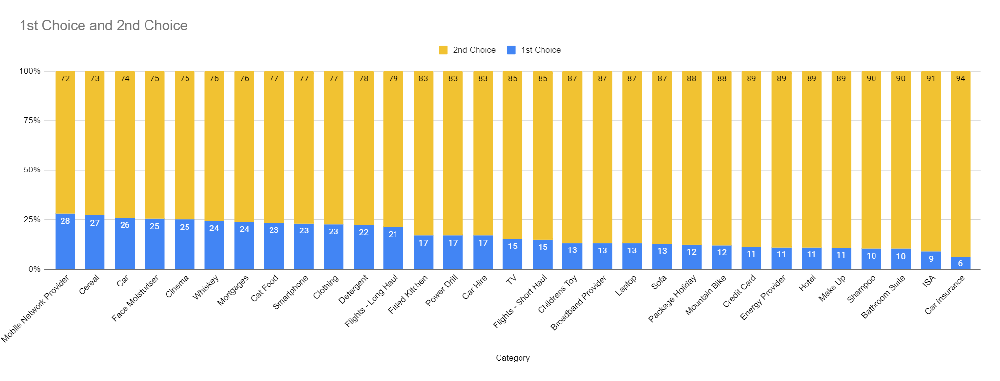 1st Choice and 2nd Choice
2nd Choice 1st Choice
100%
75%
50%
25%
0%
72 73 74 75 75 76 76 77 77 77 78 79 83 83 83 85 85 87 87 87 87 88 88 89 89 89 89 90 90 91 94
28 27 26 25 25 24 24 23 23 23 22 21 17 17 17 15 15 13 13 13 13 12 12 11 11 11 11 10 10 9 6
Mobile Network Provider
Cereal
Car
Face Moisturiser
Cinema
Whiskey
Mortgages
Cat Food
Smartphone
Clothing
Detergent
Flights - Long Haul
Fitted Kitchen
Power Drill
Car Hire
TV
Flights - Short Haul
Childrens Toy
Broadband Provider
Laptop
Sofa
Package Holiday
Mountain Bike
Credit Card
Energy Provider
Hotel
Make Up
Shampoo
Bathroom Suite
ISA
Car Insurance
Category